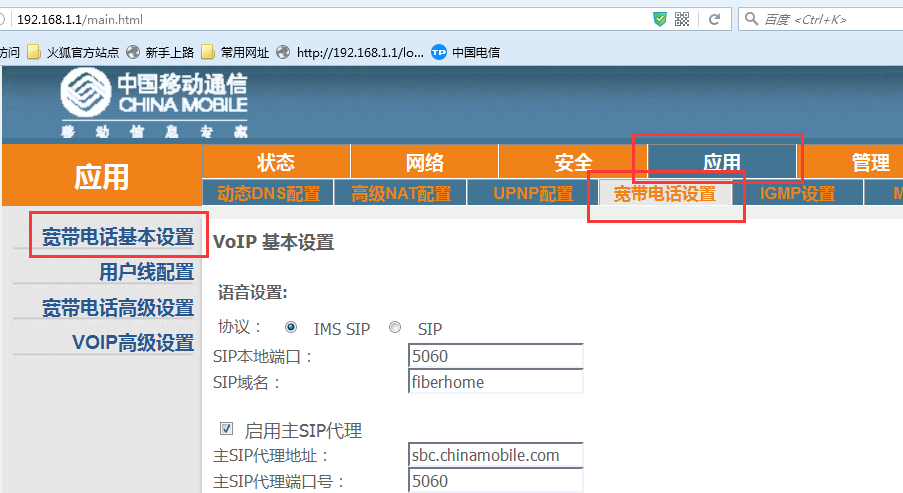 192.168.1.1/main.html
百度 <Ctrl+K>
访问 火狐官方站点 新手上路 常用网址 http://192.168.1.1/lo... TP 中国电信
中国移动通信
CHINA MOBILE
移 动 信 息 专 家
应用
状态 网络 安全 应用 管理
动态DNS配置 高级NAT配置 UPNP配置 宽带电话设置 IGMP设置 M
宽带电话基本设置
用户线配置
宽带电话高级设置
VOIP高级设置
VoIP 基本设置
语音设置:
协议： IMS SIP SIP
SIP本地端口： 5060
SIP域名： fiberhome
启用主SIP代理
主SIP代理地址： sbc.chinamobile.com
主SIP代理端口号： 5060